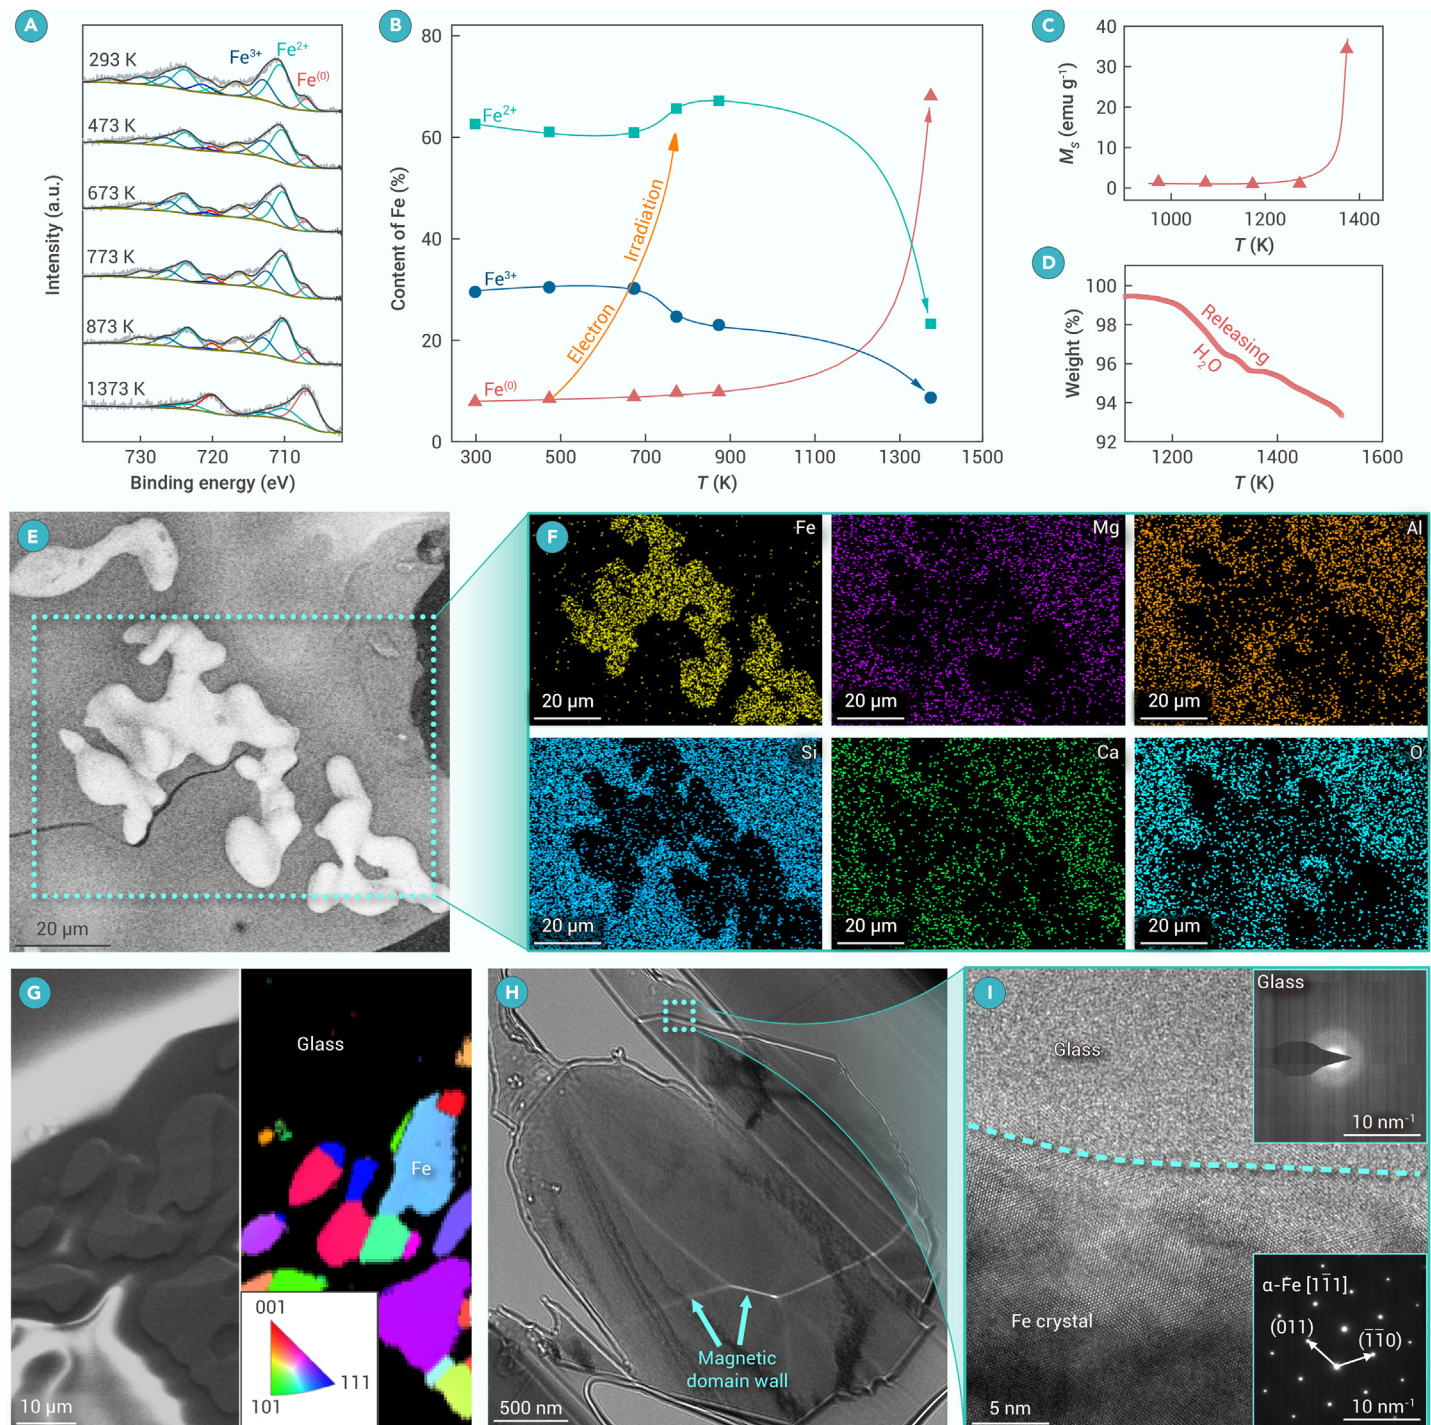 A
293 K
Fe3+
Fe2+
Fe(0)
473 K
673 K
773 K
873 K
1373 K
Intensity (a.u.)
730
720
710
Binding energy (eV)
B
80
60
40
20
0
Content of Fe (%)
Fe2+
Fe3+
Fe(0)
Electron Irradiation
300
500
700
900
1100
1300
1500
T (K)
C
40
30
20
10
0
Ms (emu g-1)
1000
1200
1400
T (K)
D
100
98
96
94
92
Weight (%)
Releasing
H2O
1200
1400
1600
T (K)
E
20 μm
F
Fe
20 μm
Mg
20 μm
Al
20 μm
Si
20 μm
Ca
20 μm
O
20 μm
G
Glass
Fe
001
111
101
10 μm
H
Magnetic
domain wall
500 nm
I
Glass
Glass
10 nm-1
Fe crystal
α-Fe [11̅1]
(011)
(1̅1̅0)
10 nm-1
5 nm